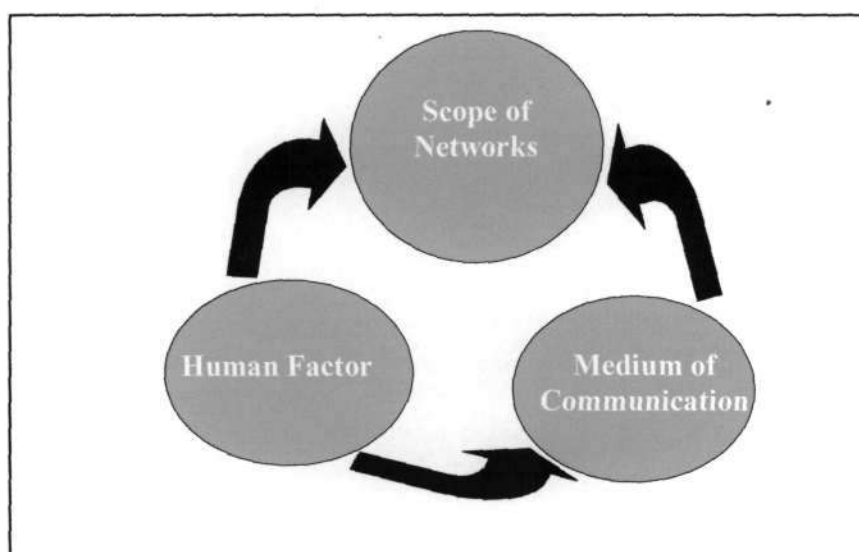 Scope of
Networks
Human Factor
Medium of
Communication